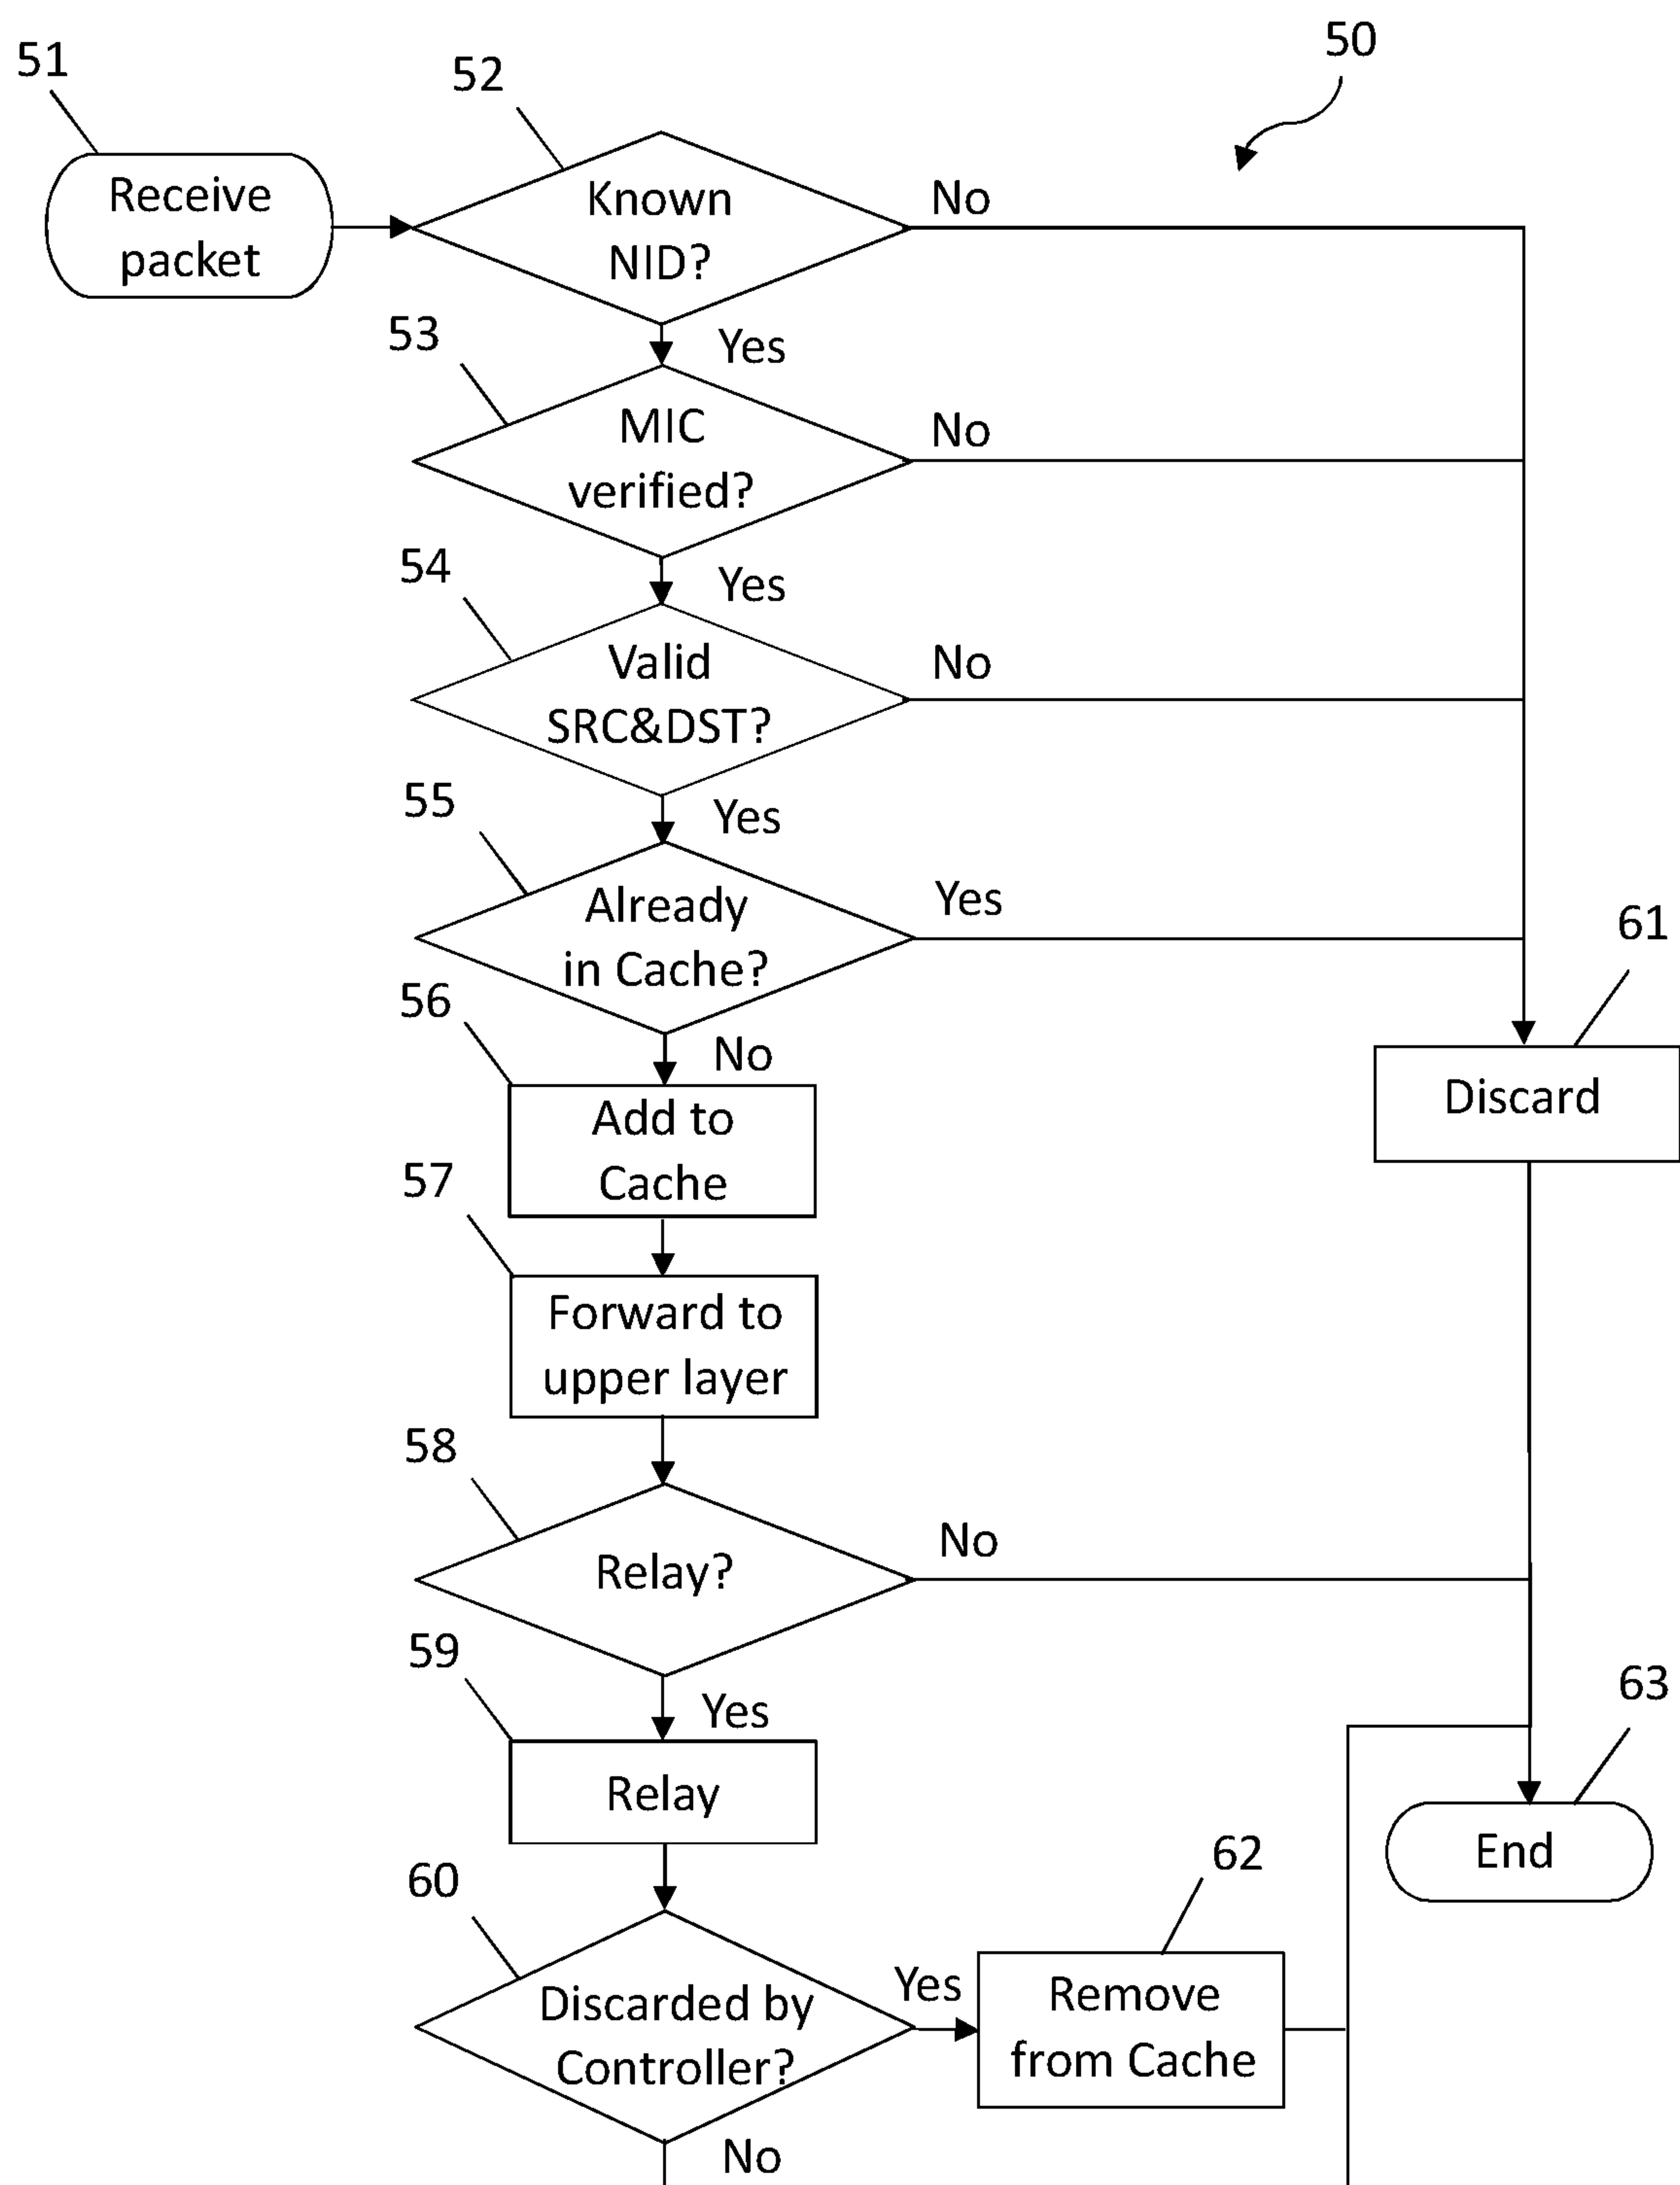 50
51
52
Receive
packet
Known
NID?
No
53
Yes
MIC
verified?
No
54
Yes
Valid
SRC&DST?
No
55
Yes
Already
in Cache?
Yes
61
56
No
Add to
Cache
Discard
57
Forward to
upper layer
58
Relay?
No
59
Yes
63
Relay
End
60
62
Discarded by
Controller?
Yes
Remove
from Cache
No